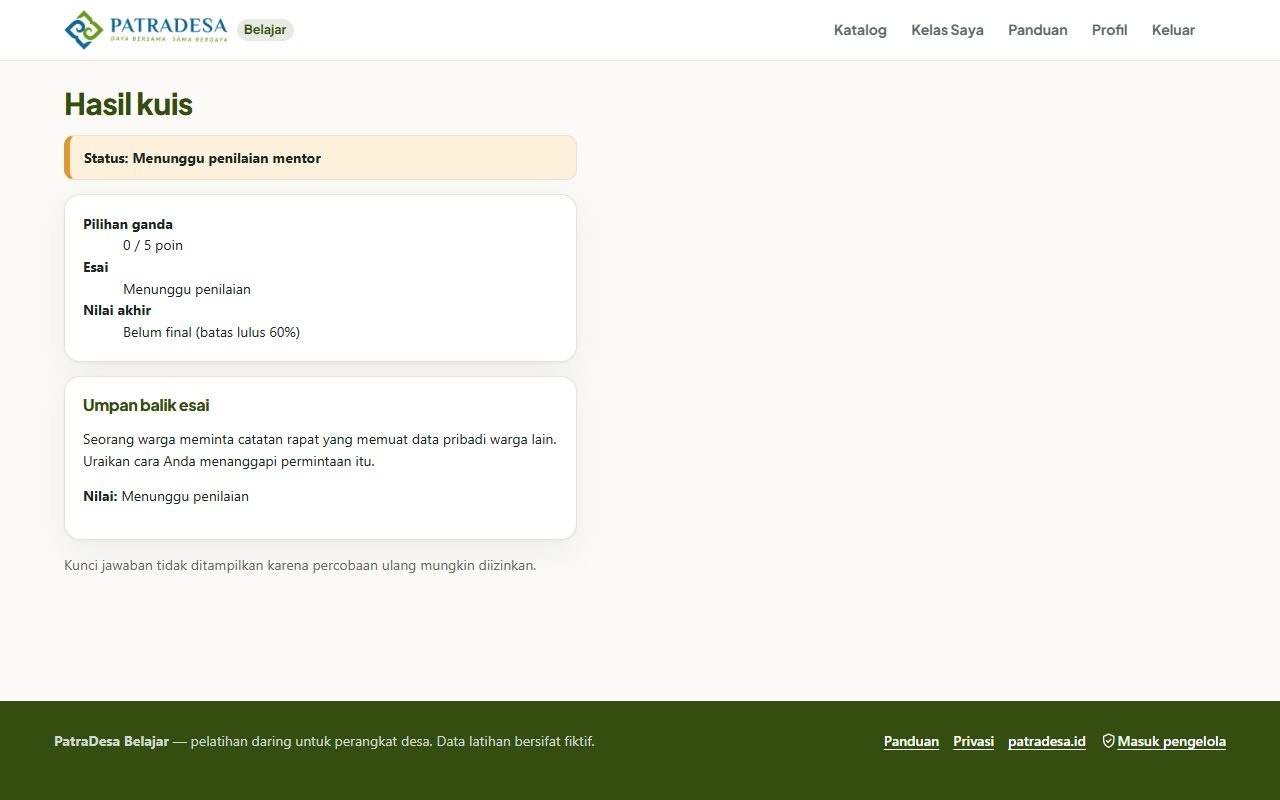 PATRADESA
DAYA BERSAMA SAMA BERDAYA
Belajar
Katalog
Kelas Saya
Panduan
Profil
Keluar
Hasil kuis
Status: Menunggu penilaian mentor
Pilihan ganda
0 / 5 poin
Esai
Menunggu penilaian
Nilai akhir
Belum final (batas lulus 60%)
Umpan balik esai
Seorang warga meminta catatan rapat yang memuat data pribadi warga lain.
Uraikan cara Anda menanggapi permintaan itu.
Nilai: Menunggu penilaian
Kunci jawaban tidak ditampilkan karena percobaan ulang mungkin diizinkan.
PatraDesa Belajar — pelatihan daring untuk perangkat desa. Data latihan bersifat fiktif.
Panduan
Privasi
patradesa.id
Masuk pengelola